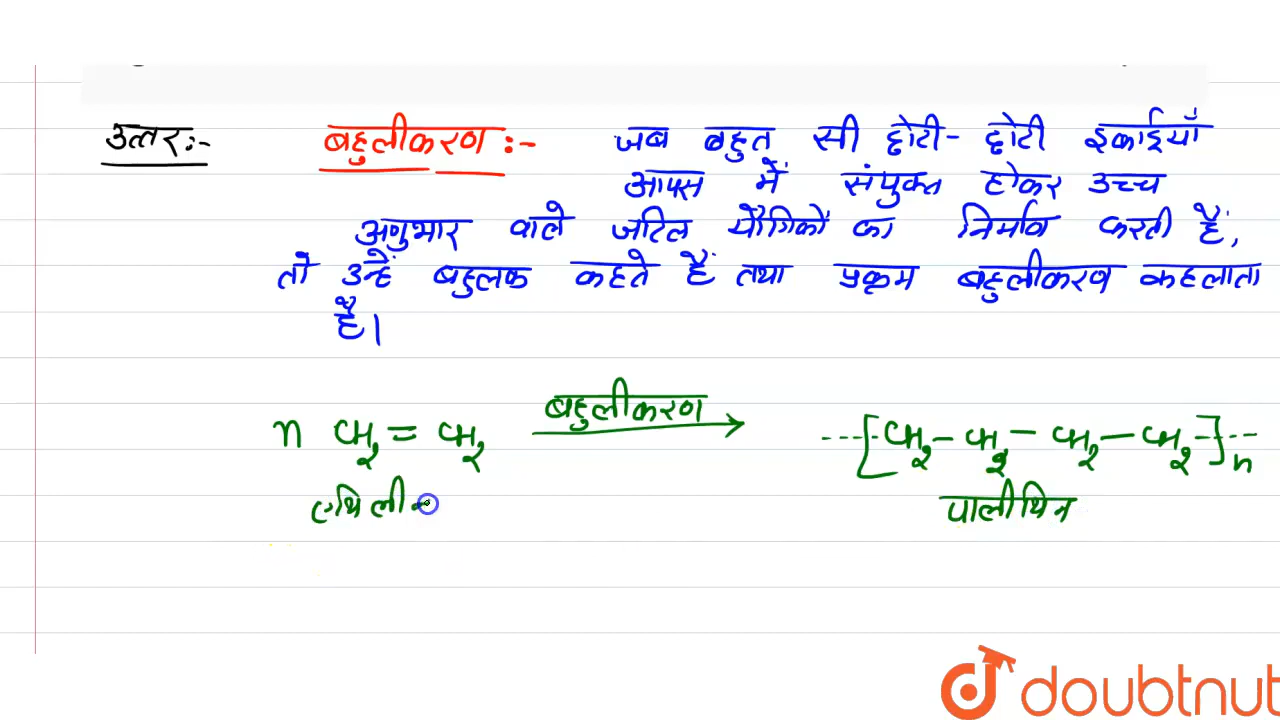 उत्तर:- बहुलीकरण :- जब बहुत सी छोटी- छोटी इकाईयाँ
आपस में संयुक्त होकर उच्च
अणुभार वाले जटिल यौगिकों का निर्माण करती हैं,
तो उन्हें बहुलक कहते हैं तथा प्रक्रम बहुलीकरण कहलाता
है।
n CH2 = CH2 बहुलीकरण ---[CH2 - CH2 - CH2 - CH2]n---
एथिलीन पालीथिन
doubtnut